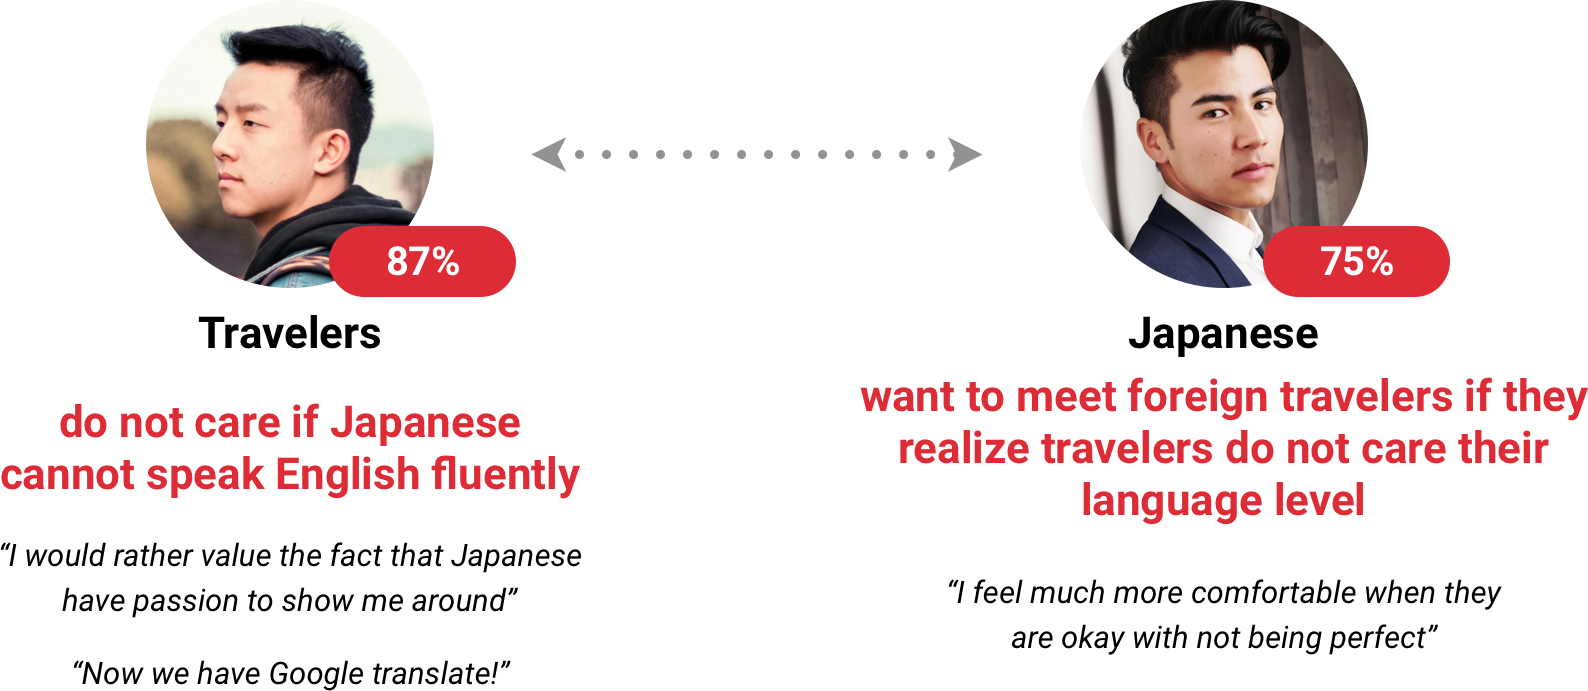 87%
Travelers
do not care if Japanese
cannot speak English fluently
“I would rather value the fact that Japanese
have passion to show me around”
“Now we have Google translate!”
75%
Japanese
want to meet foreign travelers if they
realize travelers do not care their
language level
“I feel much more comfortable when they
are okay with not being perfect”